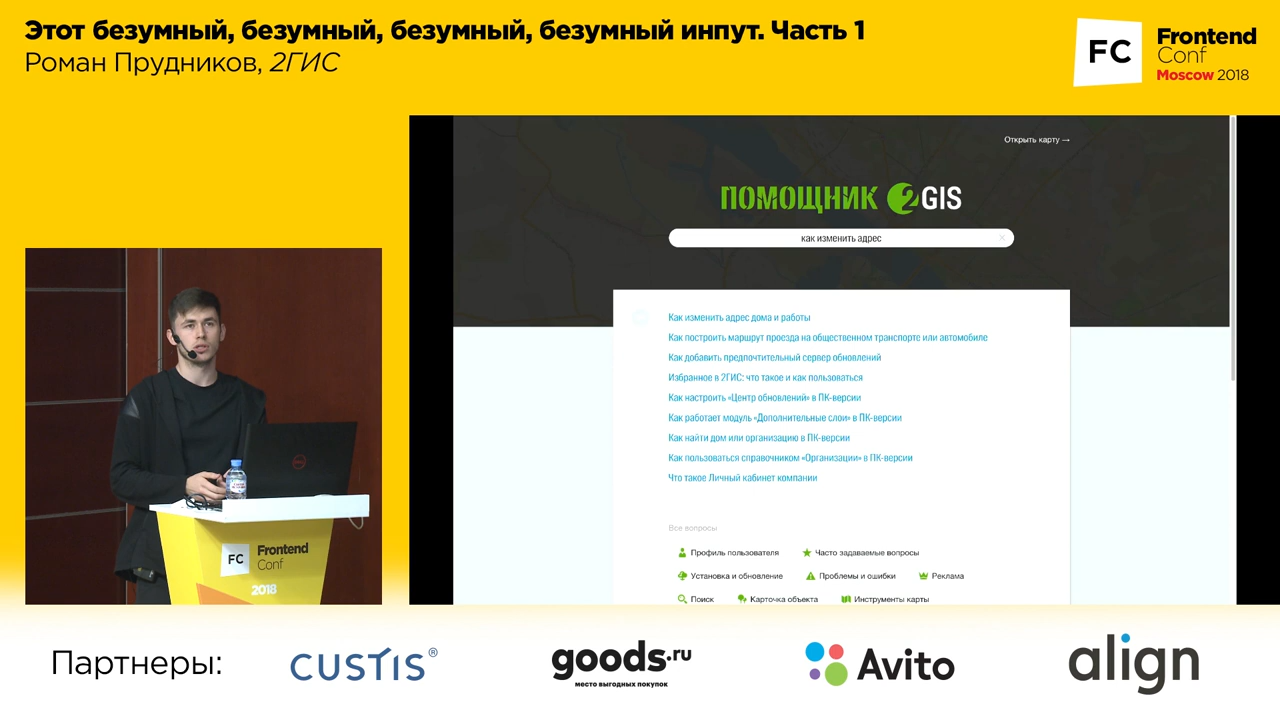 Этот безумный, безумный, безумный, безумный инпут. Часть 1
Роман Прудников, 2ГИС
FC
Frontend
Conf
Moscow 2018
Открыть карту →
ПОМОЩНИК 2GIS
как изменить адрес
Как изменить адрес дома и работы
Как построить маршрут проезда на общественном транспорте или автомобиле
Как добавить предпочтительный сервер обновлений
Избранное в 2ГИС: что такое и как пользоваться
Как настроить «Центр обновлений» в ПК-версии
Как работает модуль «Дополнительные слои» в ПК-версии
Как найти дом или организацию в ПК-версии
Как пользоваться справочником «Организации» в ПК-версии
Что такое Личный кабинет компании
Все вопросы
Профиль пользователя Часто задаваемые вопросы
Установка и обновление Проблемы и ошибки Реклама
Поиск Карточка объекта Инструменты карты
FC
Frontend
Conf
2018
Партнеры:
CUSTIS®
goods.ru
место выгодных покупок
Avito
align